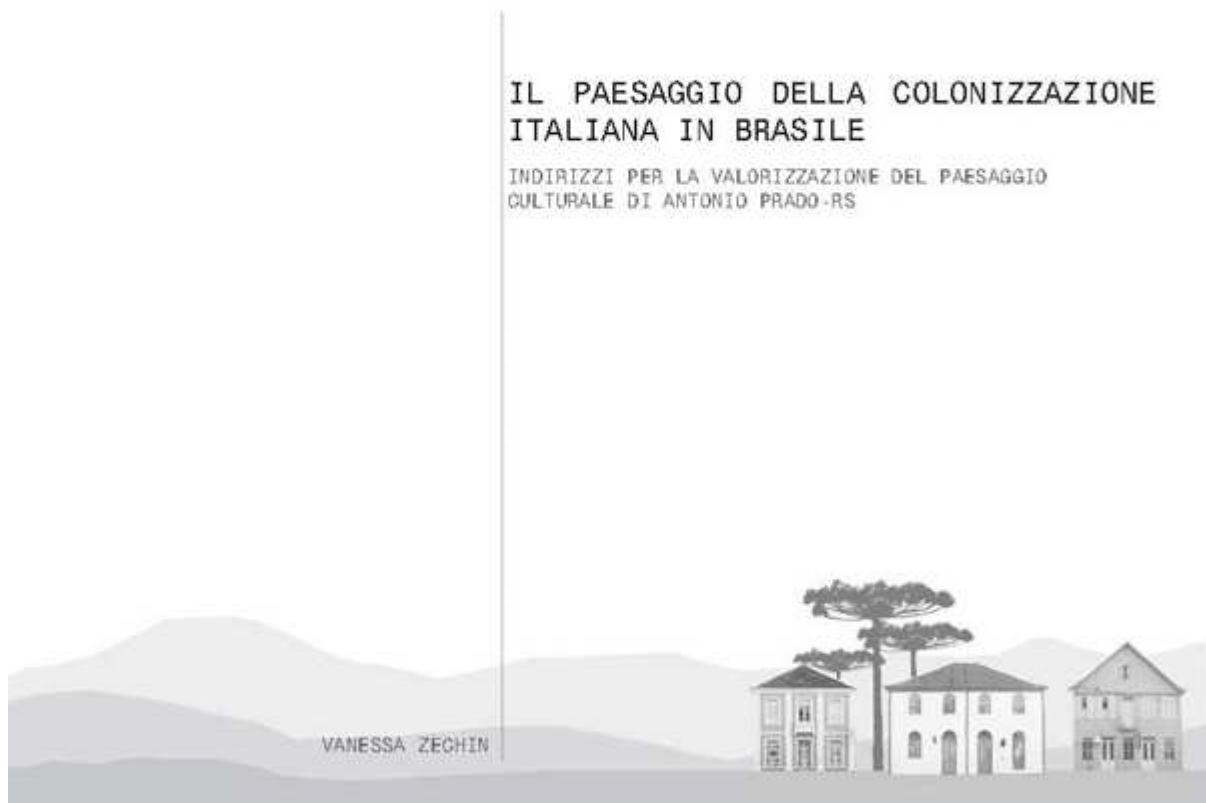 IL PAESAGGIO DELLA COLONIZZAZIONE
ITALIANA IN BRASILE
INDIRIZZI PER LA VALORIZZAZIONE DEL PAESAGGIO
CULTURALE DI ANTONIO PRADO-RS
VANESSA ZECHIN